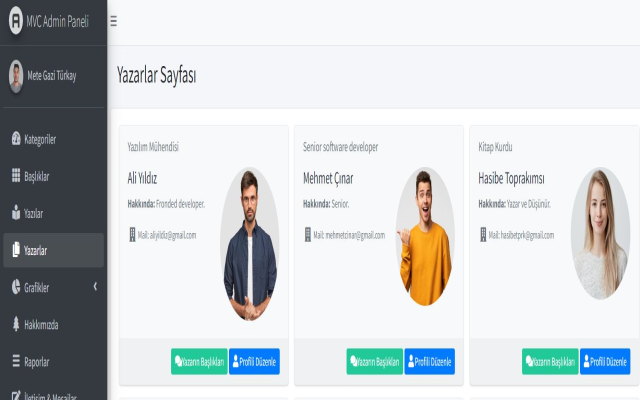 MVC Admin Paneli
Mete Gazi Türkay
Kategoriler
Başlıklar
Yazılar
Yazarlar
Grafikler
Hakkımızda
Raporlar
İletişim & Mesajlar
Yazarlar Sayfası
Yazılım Mühendisi
Ali Yıldız
Hakkında: Fronded developer.
Mail: aliyildiz@gmail.com
Yazarın Başlıkları
Profili Düzenle
Senior software developer
Mehmet Çınar
Hakkında: Senior.
Mail: mehmetcinar@gmail.com
Yazarın Başlıkları
Profili Düzenle
Kitap Kurdu
Hasibe Toprakımsı
Hakkında: Yazar ve Düşünür.
Mail: hasibetprk@gmail.com
Yazarın Başlıkları
Profili Düzenle